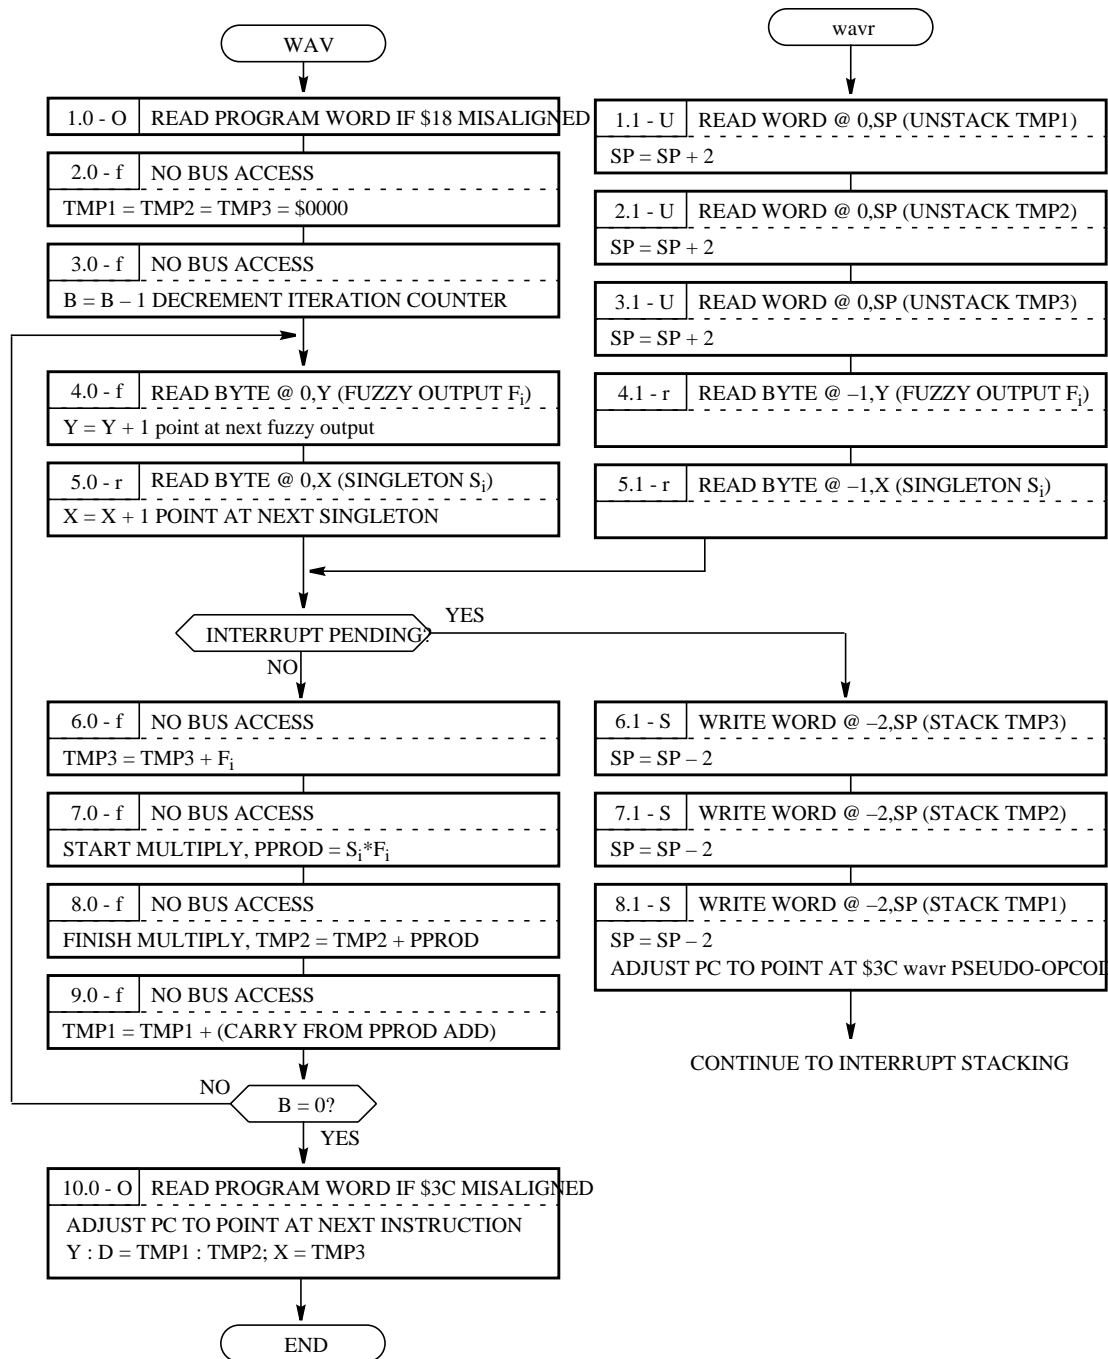 WAV
1.0 - O READ PROGRAM WORD IF $18 MISALIGNED
2.0 - f NO BUS ACCESS
TMP1 = TMP2 = TMP3 = $0000
3.0 - f NO BUS ACCESS
B = B – 1 DECREMENT ITERATION COUNTER
4.0 - f READ BYTE @ 0,Y (FUZZY OUTPUT Fi)
Y = Y + 1 point at next fuzzy output
5.0 - r READ BYTE @ 0,X (SINGLETON Si)
X = X + 1 POINT AT NEXT SINGLETON
wavr
1.1 - U READ WORD @ 0,SP (UNSTACK TMP1)
SP = SP + 2
2.1 - U READ WORD @ 0,SP (UNSTACK TMP2)
SP = SP + 2
3.1 - U READ WORD @ 0,SP (UNSTACK TMP3)
SP = SP + 2
4.1 - r READ BYTE @ –1,Y (FUZZY OUTPUT Fi)
5.1 - r READ BYTE @ –1,X (SINGLETON Si)
INTERRUPT PENDING?
YES
NO
6.0 - f NO BUS ACCESS
TMP3 = TMP3 + Fi
7.0 - f NO BUS ACCESS
START MULTIPLY, PPROD = Si*Fi
8.0 - f NO BUS ACCESS
FINISH MULTIPLY, TMP2 = TMP2 + PPROD
9.0 - f NO BUS ACCESS
TMP1 = TMP1 + (CARRY FROM PPROD ADD)
6.1 - S WRITE WORD @ –2,SP (STACK TMP3)
SP = SP – 2
7.1 - S WRITE WORD @ –2,SP (STACK TMP2)
SP = SP – 2
8.1 - S WRITE WORD @ –2,SP (STACK TMP1)
SP = SP – 2
ADJUST PC TO POINT AT $3C wavr PSEUDO-OPCOD
CONTINUE TO INTERRUPT STACKING
NO
B = 0?
YES
10.0 - O READ PROGRAM WORD IF $3C MISALIGNED
ADJUST PC TO POINT AT NEXT INSTRUCTION
Y : D = TMP1 : TMP2; X = TMP3
END